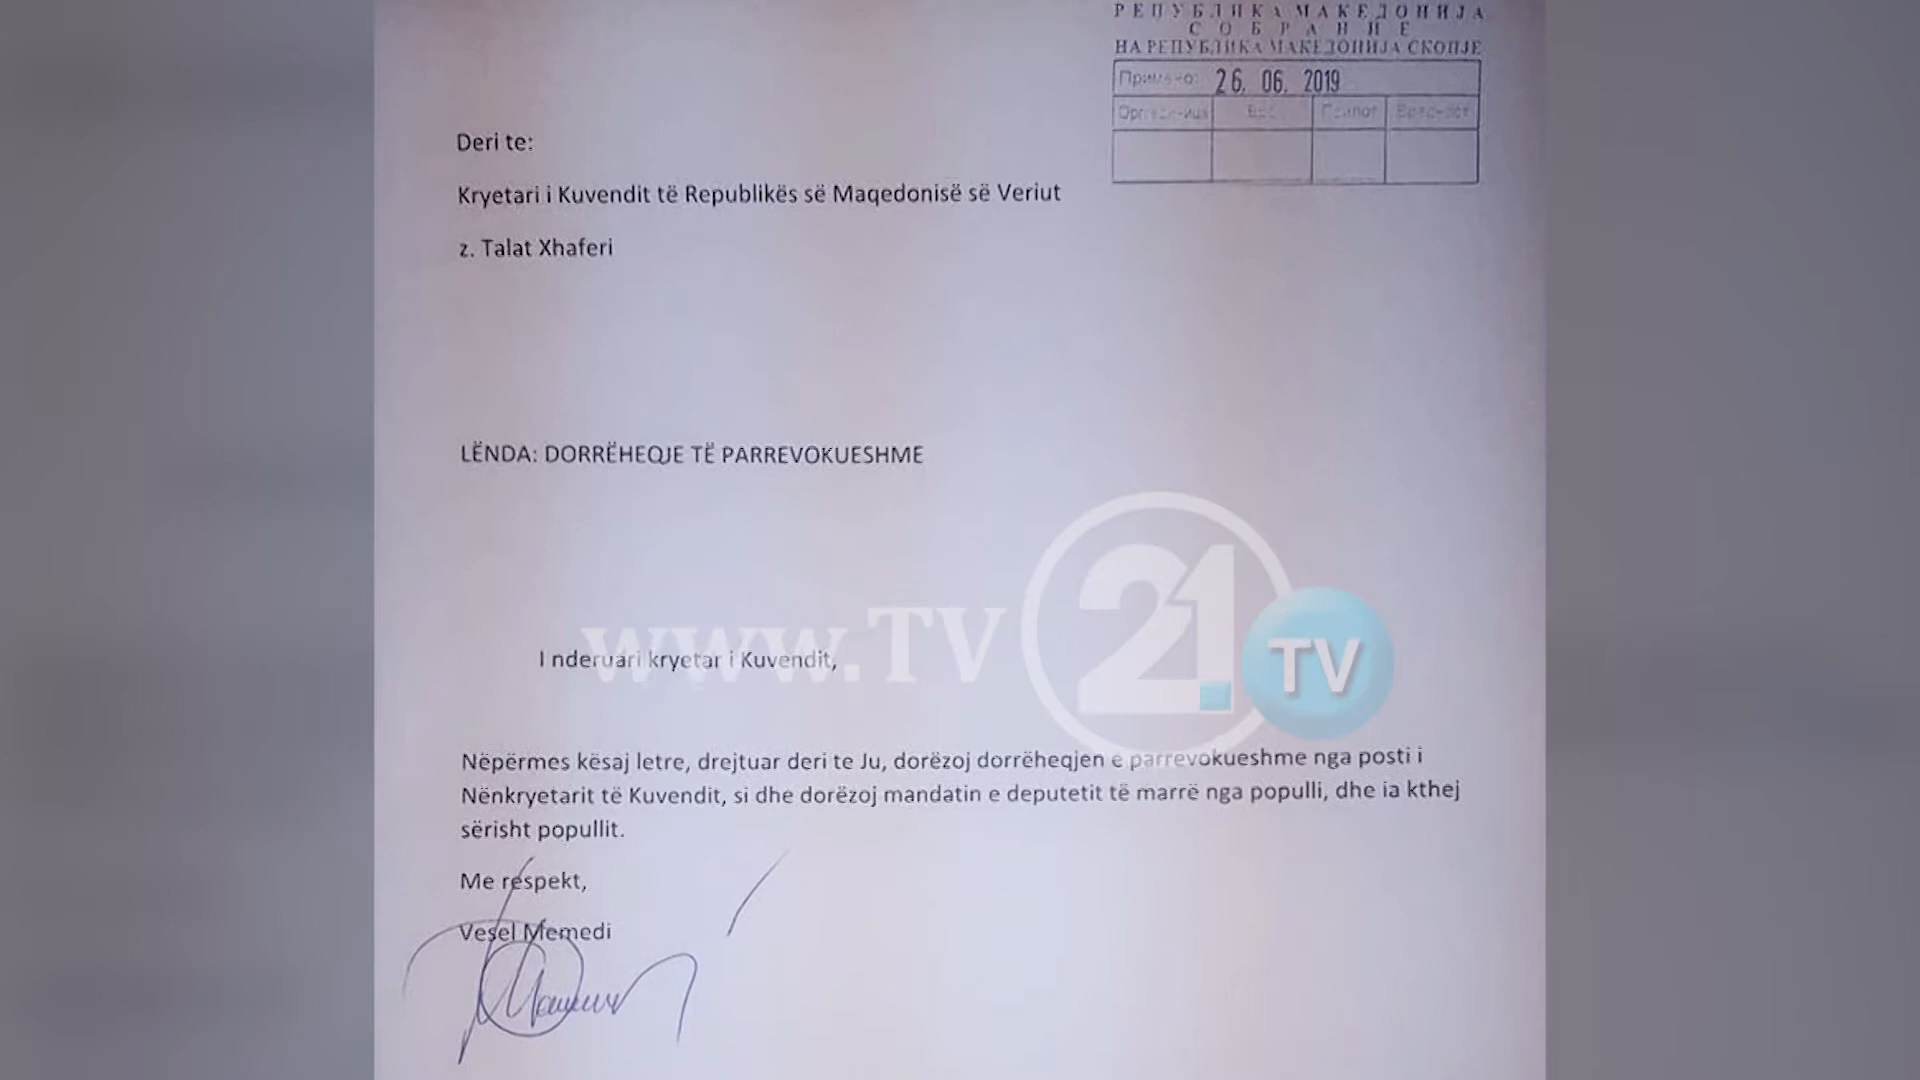 РЕПУБЛИКА МАКЕДОНИЈА
СОБРАНИЕ
НА РЕПУБЛИКА МАКЕДОНИЈА СКОПЈЕ
26. 06. 2019
Deri te:
Kryetari i Kuvendit të Republikës së Maqedonisë së Veriut
z. Talat Xhaferi
LËNDA: DORRËHEQJE TË PARREVOKUESHME
www.TV 21. TV
I nderuari kryetar i Kuvendit,
Nëpërmes kësaj letre, drejtuar deri te Ju, dorëzoj dorrëheqjen e parrevokueshme nga posti i
Nënkryetarit të Kuvendit, si dhe dorëzoj mandatin e deputetit të marrë nga populli, dhe ia kthej
sërisht popullit.
Me respekt,
Vesel Memedi